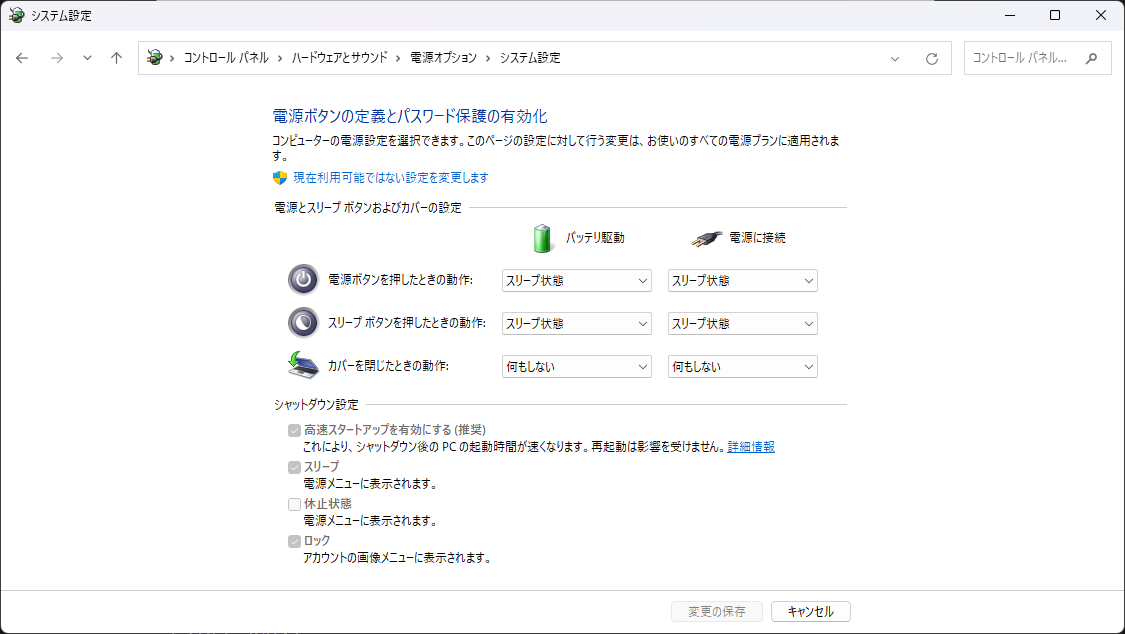 システム設定
コントロール パネル › ハードウェアとサウンド › 電源オプション › システム設定
コントロール パネル...
電源ボタンの定義とパスワード保護の有効化
コンピューターの電源設定を選択できます。このページの設定に対して行う変更は、お使いのすべての電源プランに適用されま
す。
現在利用可能ではない設定を変更します
電源とスリープ ボタンおよびカバーの設定
バッテリ駆動 電源に接続
電源ボタンを押したときの動作: スリープ状態 スリープ状態
スリープ ボタンを押したときの動作: スリープ状態 スリープ状態
カバーを閉じたときの動作: 何もしない 何もしない
シャットダウン設定
高速スタートアップを有効にする (推奨)
これにより、シャットダウン後の PC の起動時間が速くなります。再起動は影響を受けません。詳細情報
スリープ
電源メニューに表示されます。
休止状態
電源メニューに表示されます。
ロック
アカウントの画像メニューに表示されます。
変更の保存 キャンセル